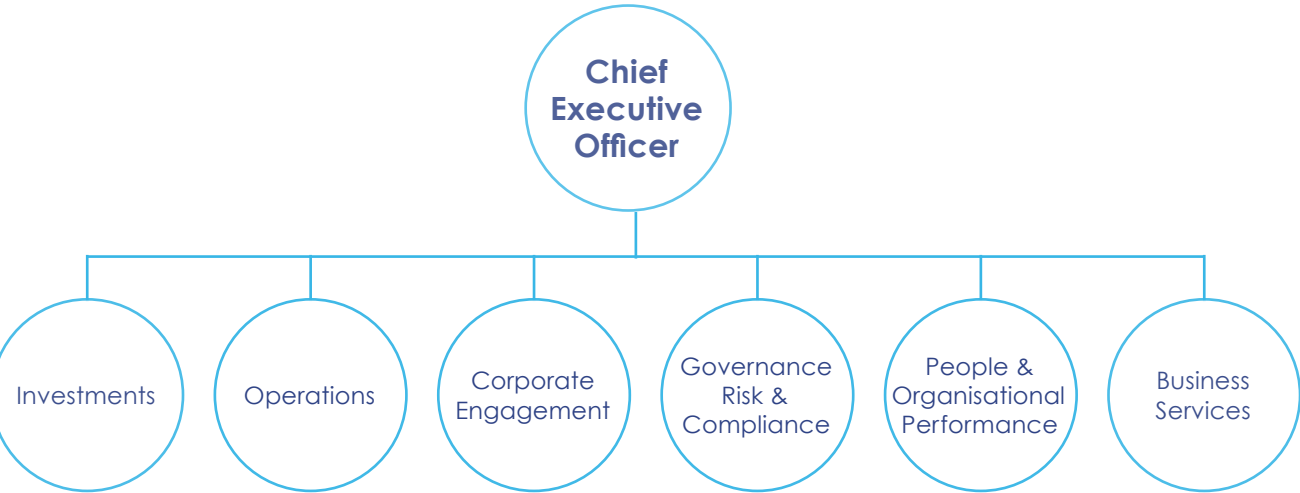 Chief
Executive
Officer
Investments
Operations
Corporate
Engagement
Governance
Risk &
Compliance
People &
Organisational
Performance
Business
Services